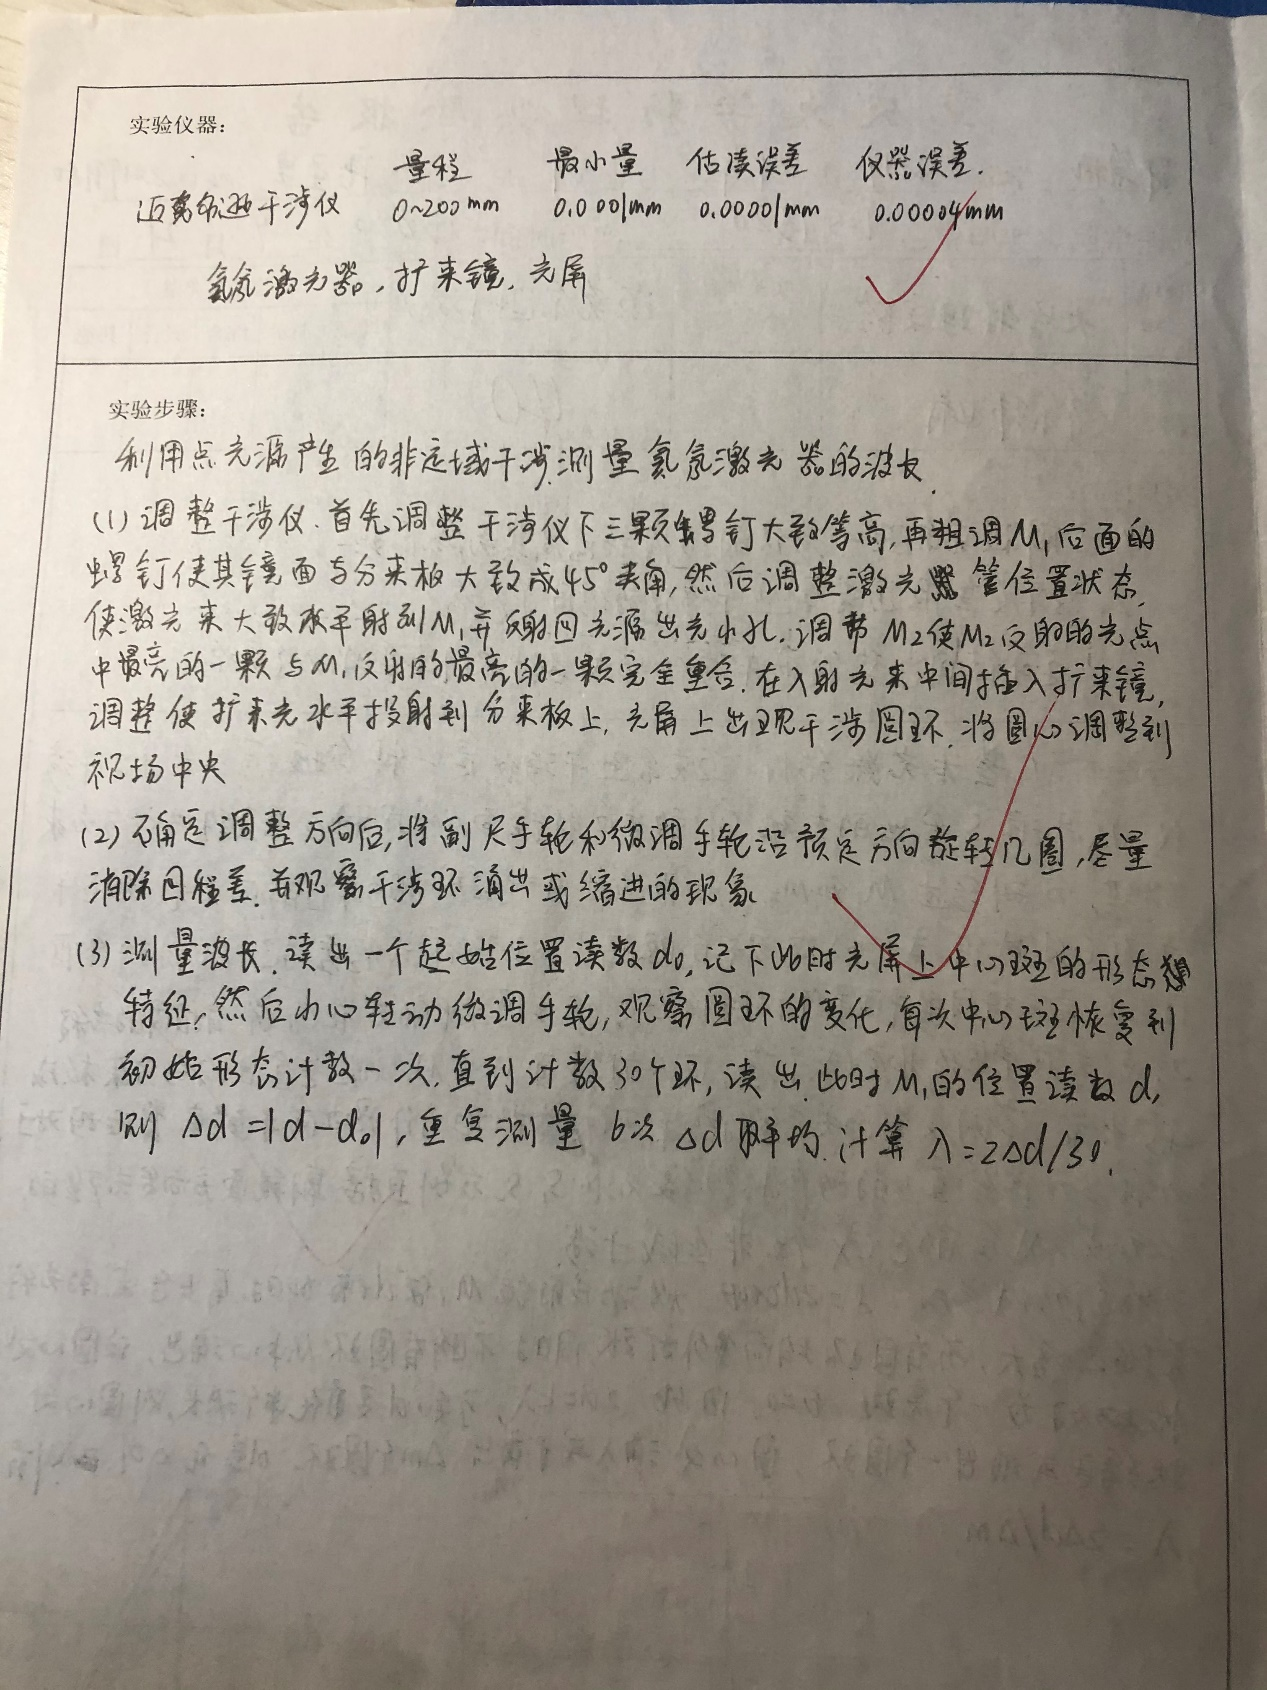 实验仪器：
量程 最小量 估读误差 仪器误差.
迈克尔逊干涉仪 0~200mm 0.0001mm 0.00001mm 0.00004mm
氦氖激光器，扩束镜，光屏
实验步骤：
利用点光源产生的非定域干涉测量氦氖激光器的波长.
(1) 调整干涉仪. 首先调整干涉仪下三颗螺钉大致等高，再粗调M₁后面的
螺钉使其镜面与分束板大致成45°夹角，然后调整激光器管位置状态，
使激光束大致水平射到M₁并反射回光源出光小孔. 调节M₂使M₂反射的光点
中最亮的一颗与M₁反射的最亮的一颗完全重合. 在入射光束中间插入扩束镜，
调整使扩束光水平投射到分束板上，光屏上出现干涉圆环. 将圆心调整到
视场中央
(2) 确定调整方向后，将副尺手轮和微调手轮沿预定方向旋转几圈，尽量
消除回程差. 并观察干涉环涌出或缩进的现象
(3) 测量波长. 读出一个起始位置读数d₀，记下此时光屏上中心斑的形态
特征，然后小心转动微调手轮，观察圆环的变化，每次中心斑恢复到
初始形态计数一次. 直到计数30个环，读出此时M₁的位置读数d，
则 Δd=|d-d₀|，重复测量 6次 Δd取平均. 计算 λ=2Δd/30.